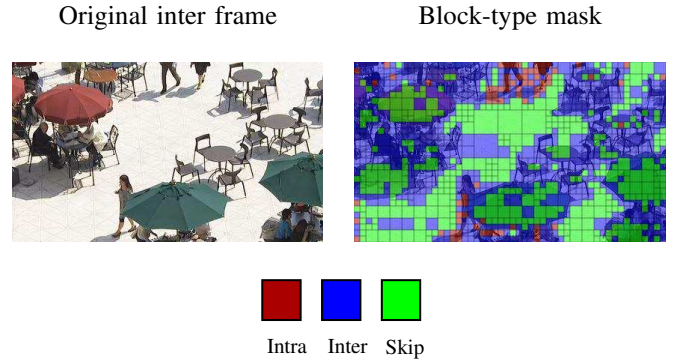 Original inter frame
Block-type mask
Intra
Inter
Skip